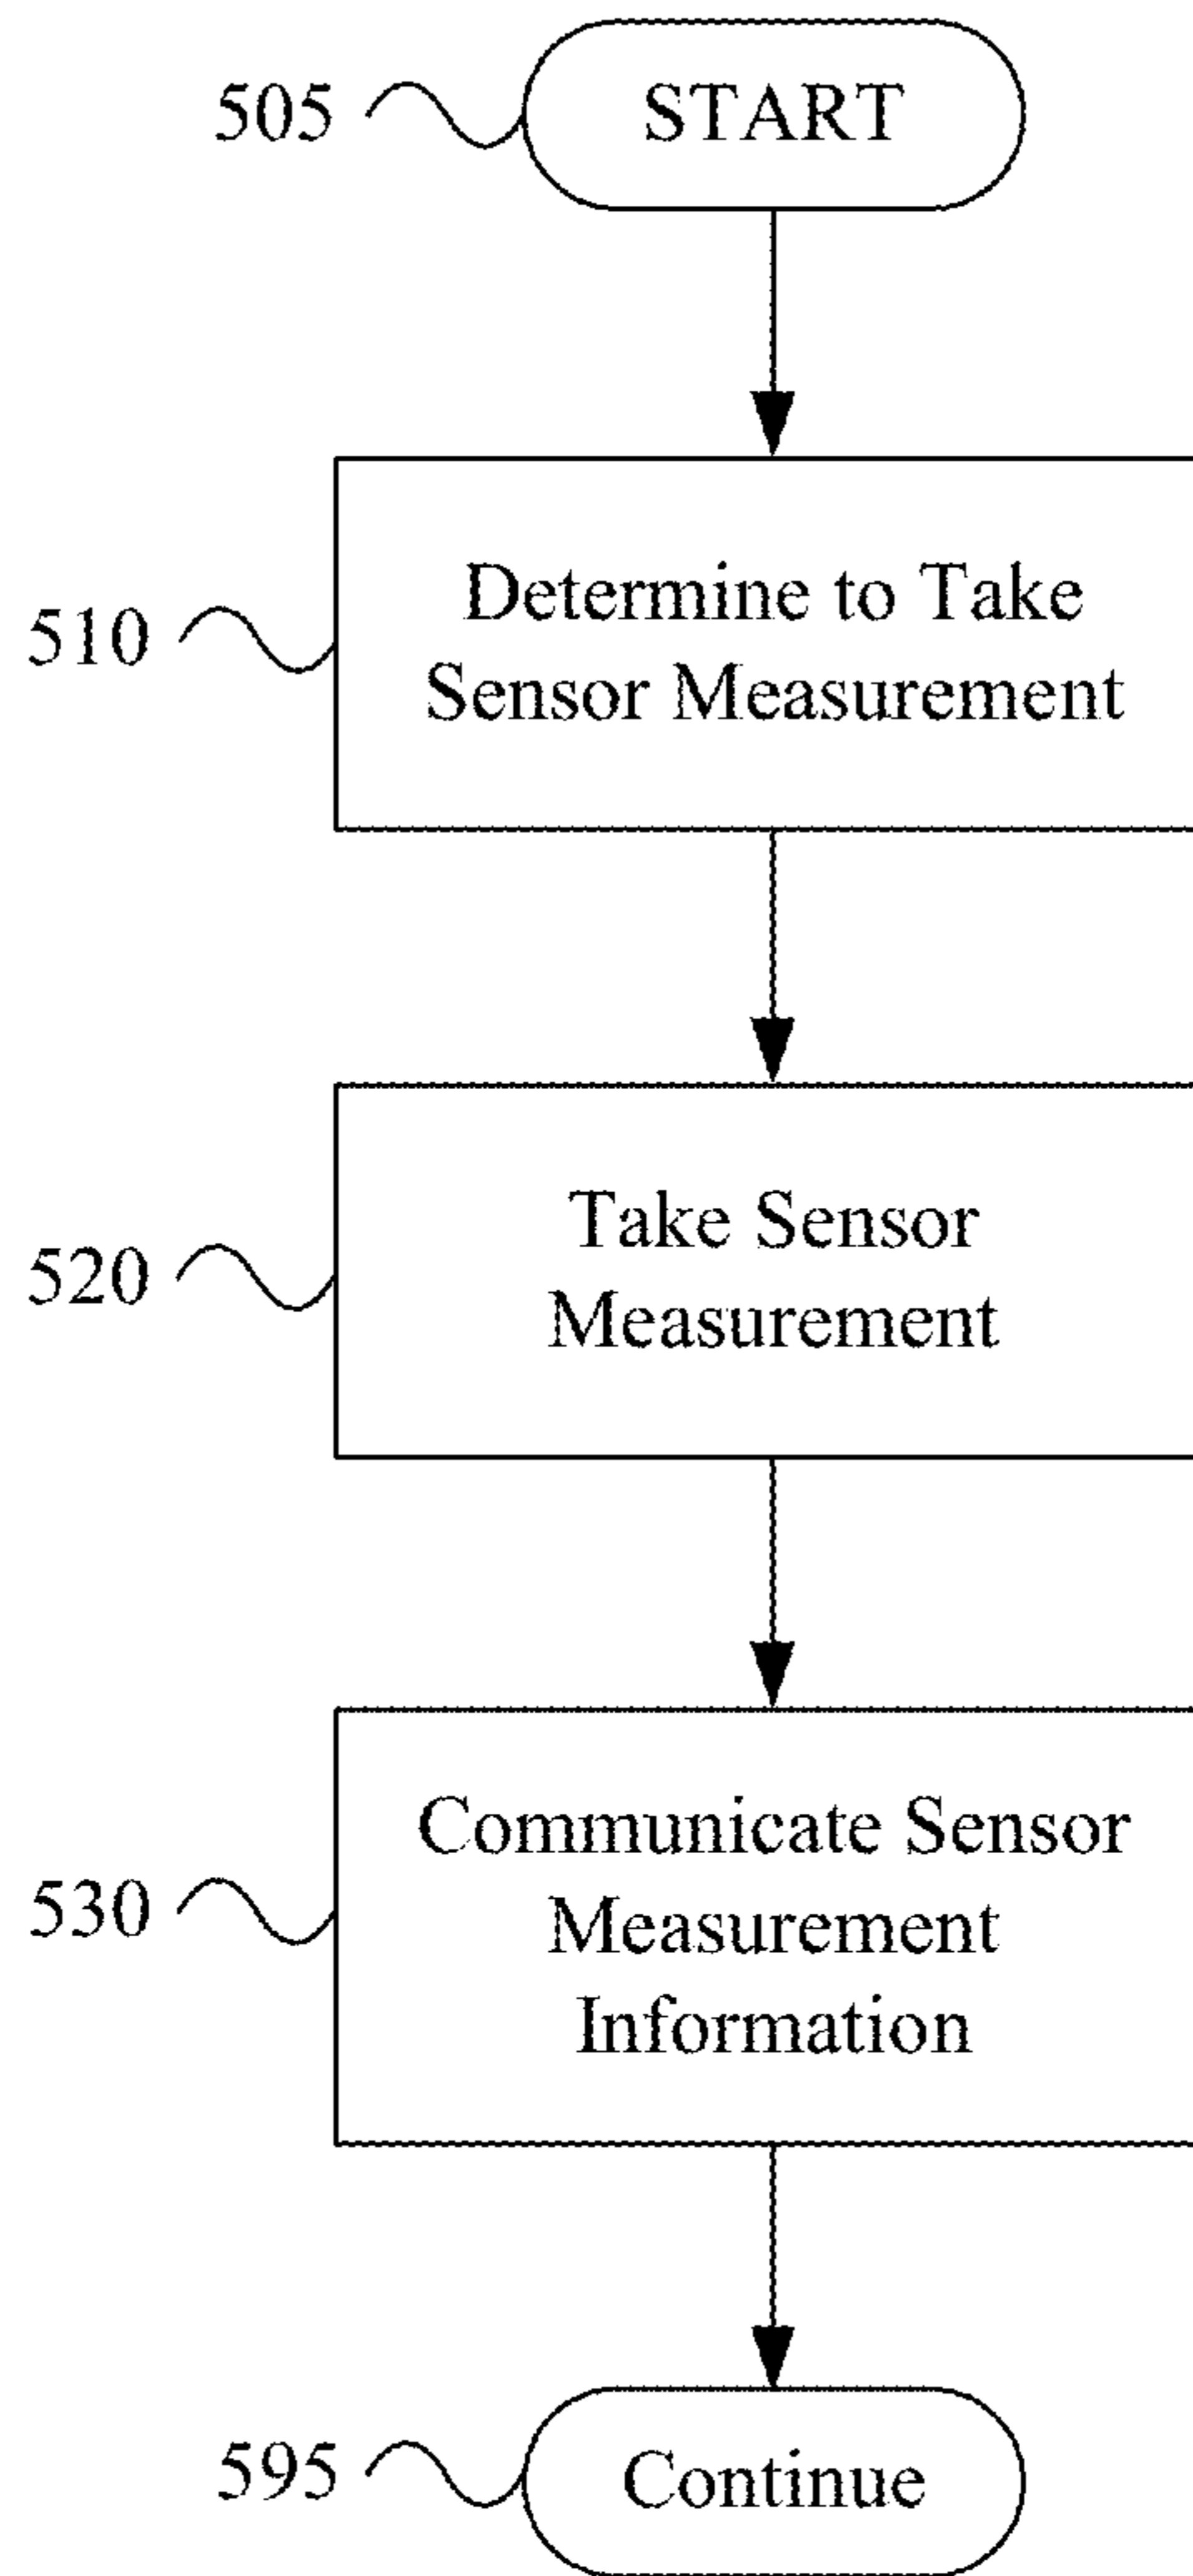 505
START
510
Determine to Take
Sensor Measurement
520
Take Sensor
Measurement
530
Communicate Sensor
Measurement
Information
595
Continue